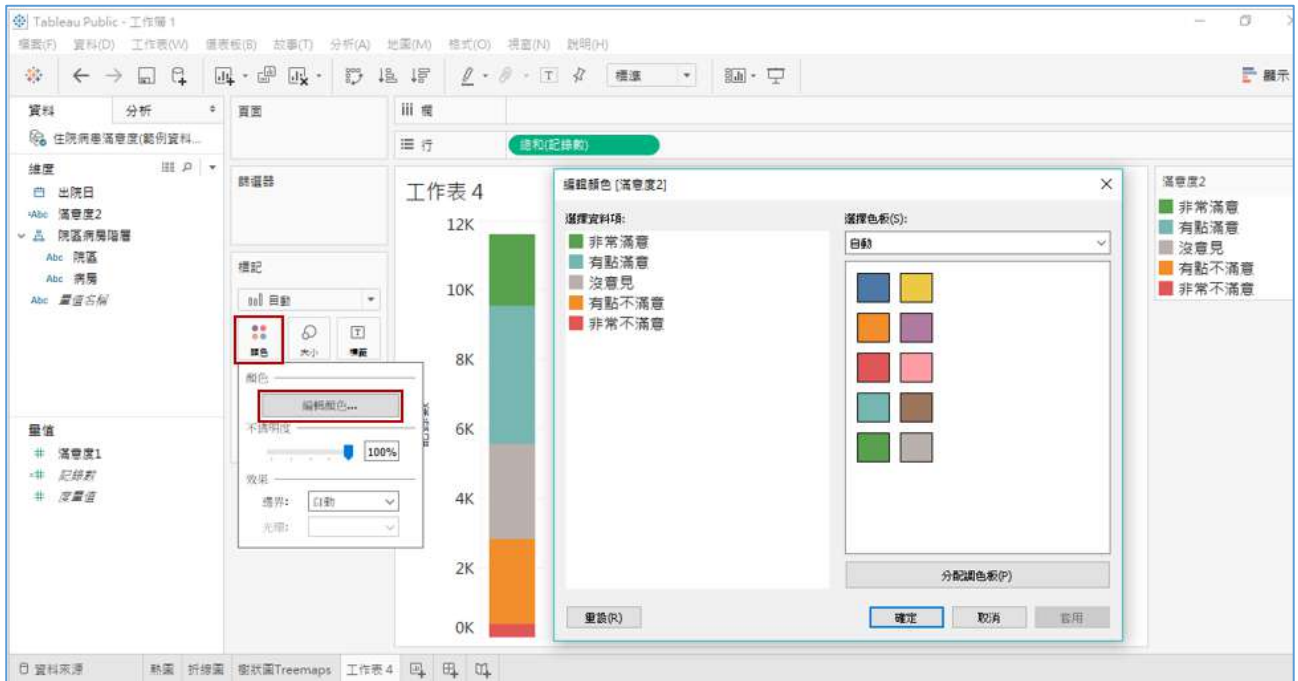 Tableau Public - 工作簿 1
檔案(F) 資料(D) 工作表(W) 儀表板(B) 故事(T) 分析(A) 地圖(M) 格式(O) 視窗(N) 說明(H)
標準
顯示
資料 分析
頁面
iii 欄
住院病患滿意度(範例資料...
行
總和(記錄數)
維度
篩選器
出院日
Abc 滿意度2
院區病房階層
Abc 院區
Abc 病房
Abc 量值名稱
標記
自動
顏色 大小 標籤
顏色
編輯顏色...
不透明度
100%
效果
邊界: 自動
光環:
量值
# 滿意度1
# 記錄數
# 度量值
工作表 4
12K
10K
8K
6K
4K
2K
0K
編輯顏色 [滿意度2]
選擇資料項:
非常滿意
有點滿意
沒意見
有點不滿意
非常不滿意
選擇色板(S):
自動
分配調色板(P)
重設(R)
確定 取消 套用
滿意度2
非常滿意
有點滿意
沒意見
有點不滿意
非常不滿意
資料來源 熱圖 折線圖 樹狀圖Treemaps 工作表 4